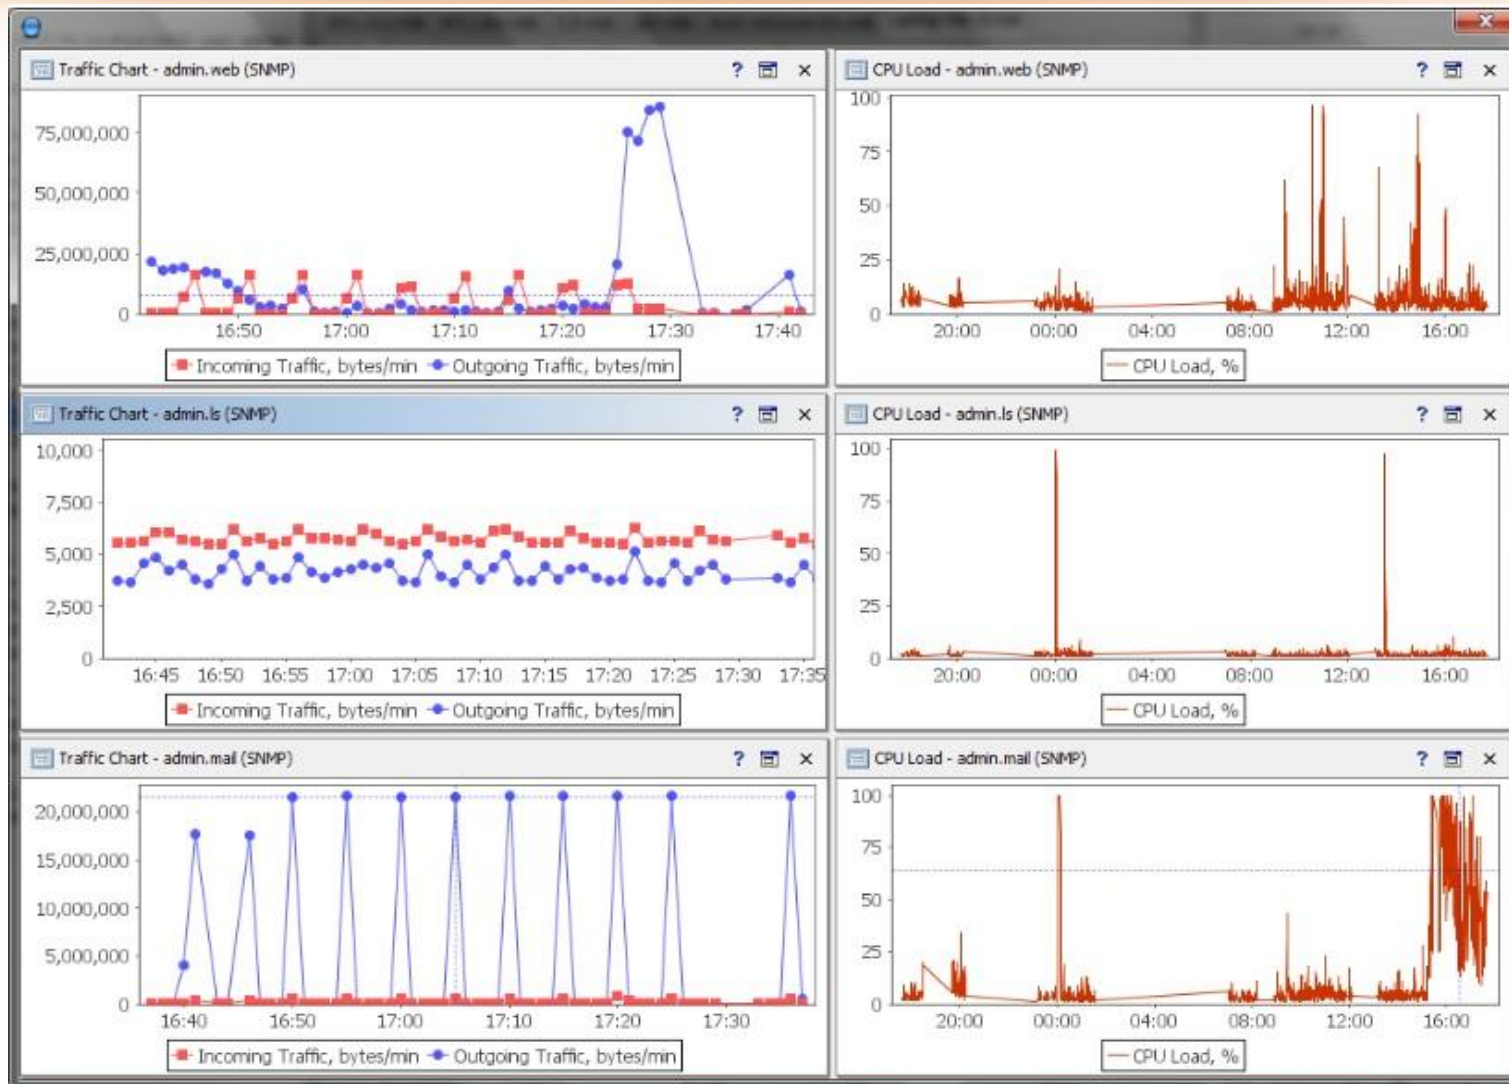 Traffic Chart - admin.web (SNMP)
?
75,000,000
50,000,000
25,000,000
0
16:50 17:00 17:10 17:20 17:30 17:40
Incoming Traffic, bytes/min Outgoing Traffic, bytes/min
CPU Load - admin.web (SNMP)
?
100
75
50
25
0
20:00 00:00 04:00 08:00 12:00 16:00
CPU Load, %
Traffic Chart - admin.ls (SNMP)
?
10,000
7,500
5,000
2,500
0
16:45 16:50 16:55 17:00 17:05 17:10 17:15 17:20 17:25 17:30 17:35
Incoming Traffic, bytes/min Outgoing Traffic, bytes/min
CPU Load - admin.ls (SNMP)
?
100
75
50
25
0
20:00 00:00 04:00 08:00 12:00 16:00
CPU Load, %
Traffic Chart - admin.mail (SNMP)
?
20,000,000
15,000,000
10,000,000
5,000,000
0
16:40 16:50 17:00 17:10 17:20 17:30
Incoming Traffic, bytes/min Outgoing Traffic, bytes/min
CPU Load - admin.mail (SNMP)
?
100
75
50
25
0
20:00 00:00 04:00 08:00 12:00 16:00
CPU Load, %